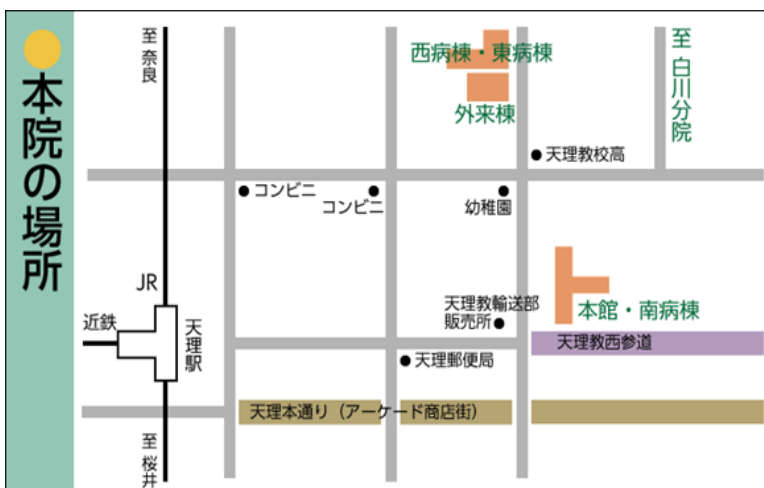 本院の場所
至 奈良
西病棟・東病棟
外来棟
至 白川分院
天理教校高
コンビニ
コンビニ
幼稚園
JR
近鉄
天理駅
天理教輸送部
販売所
本館・南病棟
天理教西参道
天理郵便局
天理本通り（アーケード商店街）
至 桜井